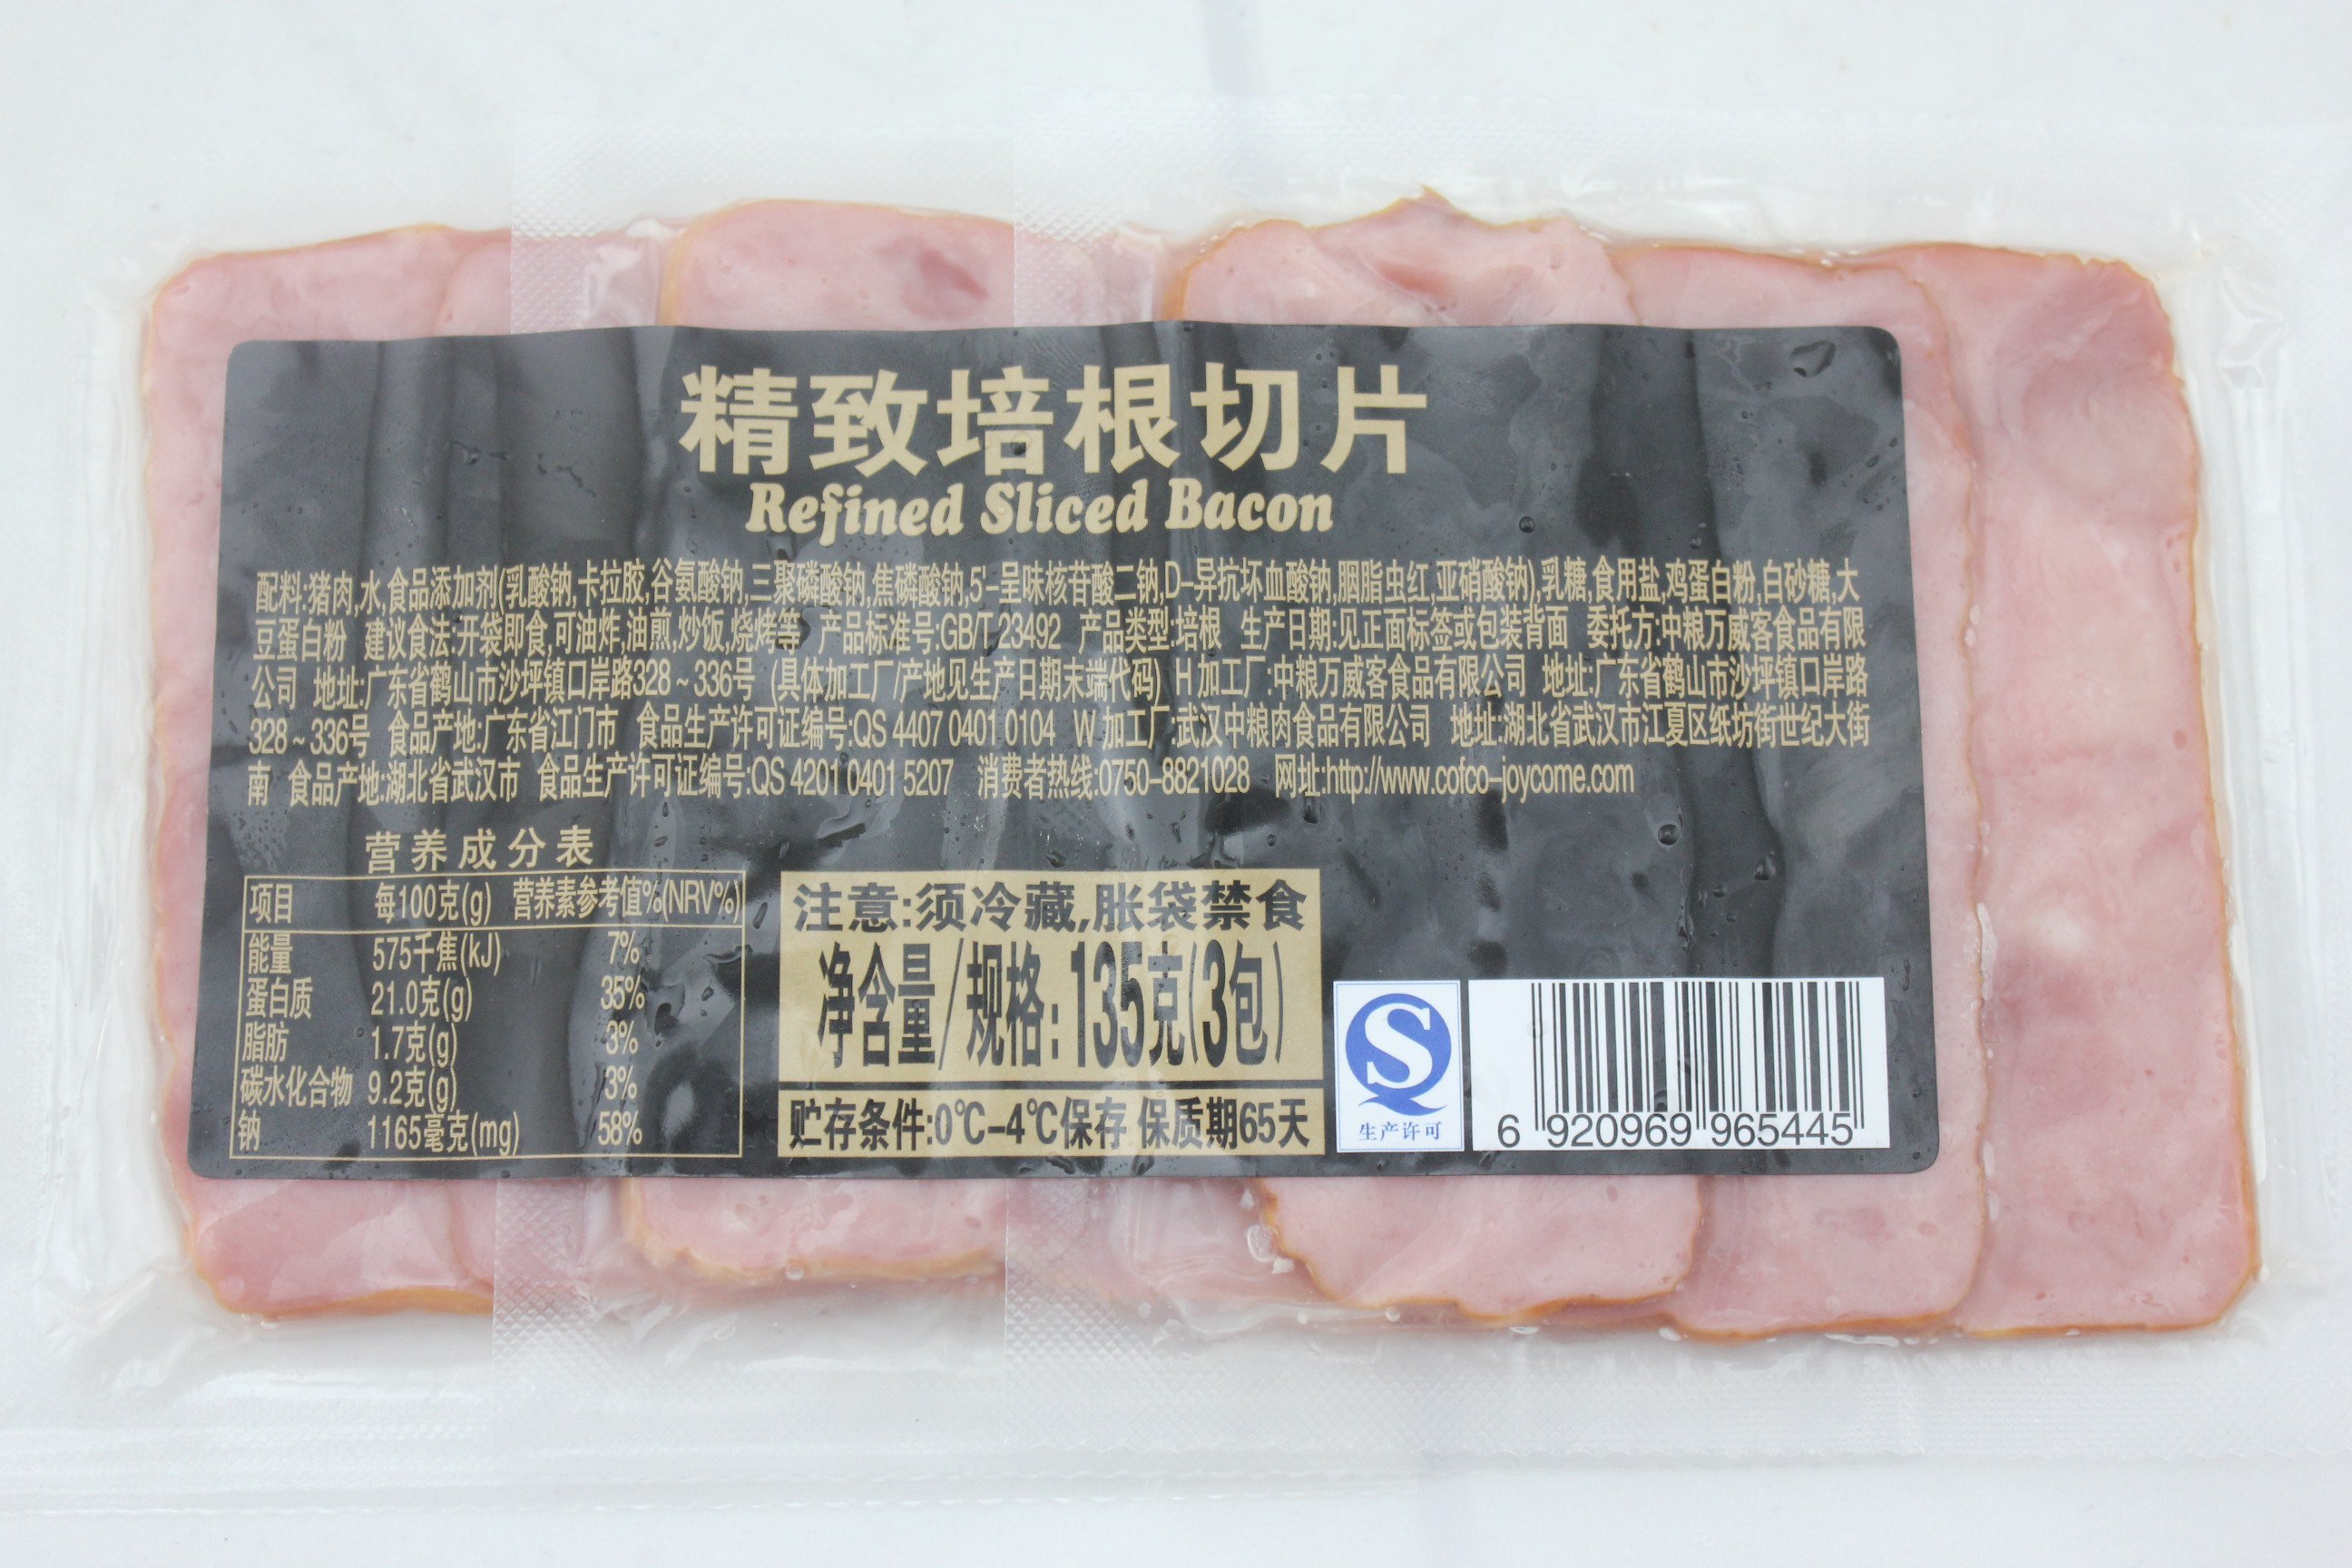 精致培根切片
Refined Sliced Bacon
配料:猪肉,水,食品添加剂(乳酸钠,卡拉胶,谷氨酸钠,三聚磷酸钠,焦磷酸钠,5'-呈味核苷酸二钠,D-异抗坏血酸钠,胭脂虫红,亚硝酸钠),乳糖,食用盐,鸡蛋白粉,白砂糖,大
豆蛋白粉 建议食法:开袋即食,可油炸,油煎,炒饭,烧烤等 产品标准号:GB/T 23492 产品类型:培根 生产日期:见正面标签或包装背面 委托方:中粮万威客食品有限
公司 地址:广东省鹤山市沙坪镇口岸路328~336号 (具体加工厂/产地见生产日期末端代码) H加工厂:中粮万威客食品有限公司 地址:广东省鹤山市沙坪镇口岸路
328~336号 食品产地:广东省江门市 食品生产许可证编号:QS 4407 0401 0104 W加工厂:武汉中粮肉食品有限公司 地址:湖北省武汉市江夏区纸坊街世纪大街
南 食品产地:湖北省武汉市 食品生产许可证编号:QS 4201 0401 5207 消费者热线:0750-8821028 网址:http://www.cofco-joycome.com
营养成分表
项目 每100克(g) 营养素参考值%(NRV%)
能量 575千焦(kJ) 7%
蛋白质 21.0克(g) 35%
脂肪 1.7克(g) 3%
碳水化合物 9.2克(g) 3%
钠 1165毫克(mg) 58%
注意:须冷藏,胀袋禁食
净含量/规格:135克(3包)
贮存条件:0℃-4℃保存 保质期65天
生产许可
6 920969 965445